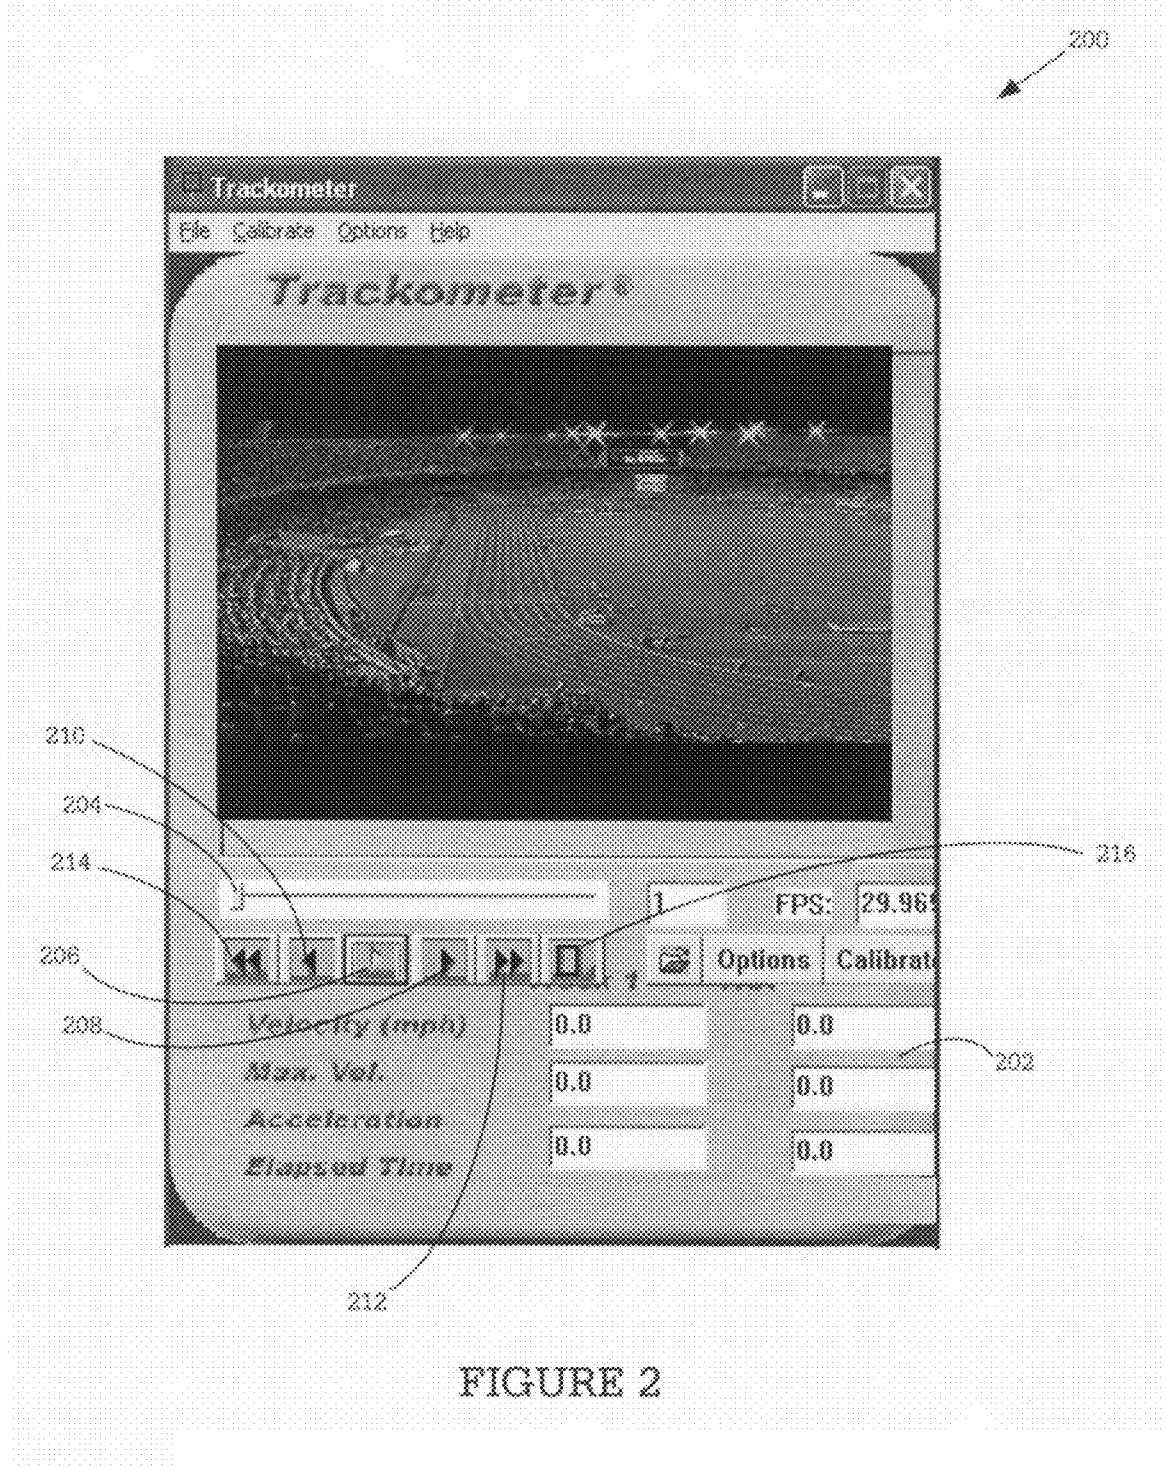 200
Trackometer
File Calibrate Options Help
Trackometer®
210
204
214
216
1 FPS: 29.969
206
Options Calibrate
208
Velocity (mph) 0.0 0.0
202
Max. Vel. 0.0 0.0
Acceleration 0.0 0.0
Elapsed Time
212
FIGURE 2